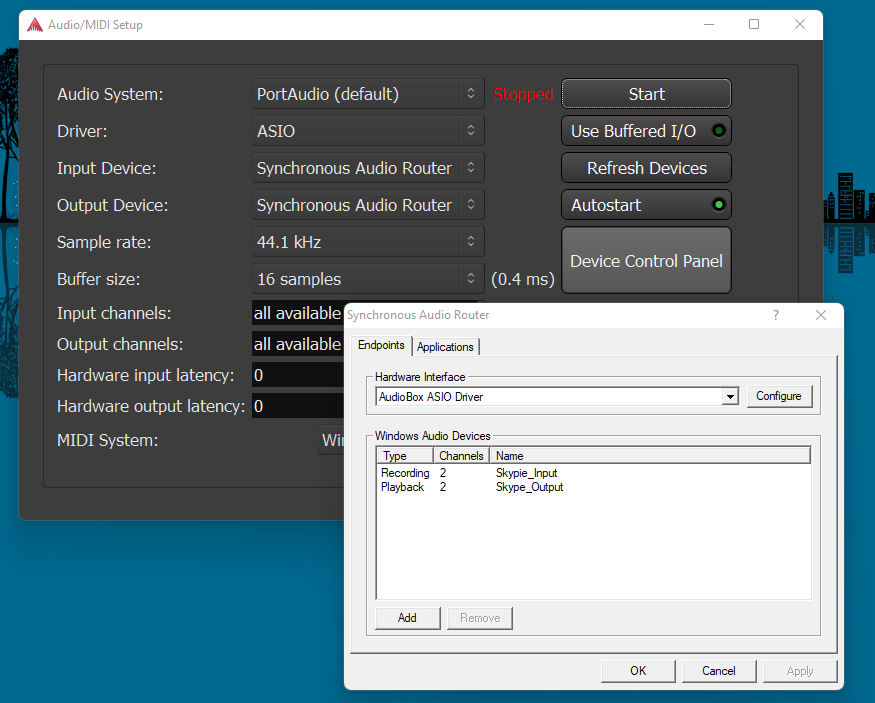 Audio/MIDI Setup
Audio System: PortAudio (default) Stopped Start
Driver: ASIO Use Buffered I/O
Input Device: Synchronous Audio Router Refresh Devices
Output Device: Synchronous Audio Router Autostart
Sample rate: 44.1 kHz
Device Control Panel
Buffer size: 16 samples (0.4 ms)
Input channels: all available
Output channels: all available
Hardware input latency: 0
Hardware output latency: 0
MIDI System: Wi
Synchronous Audio Router ?
Endpoints Applications
Hardware Interface
AudioBox ASIO Driver Configure
Windows Audio Devices
Type Channels Name
Recording 2 Skypie_Input
Playback 2 Skype_Output
Add Remove
OK Cancel Apply